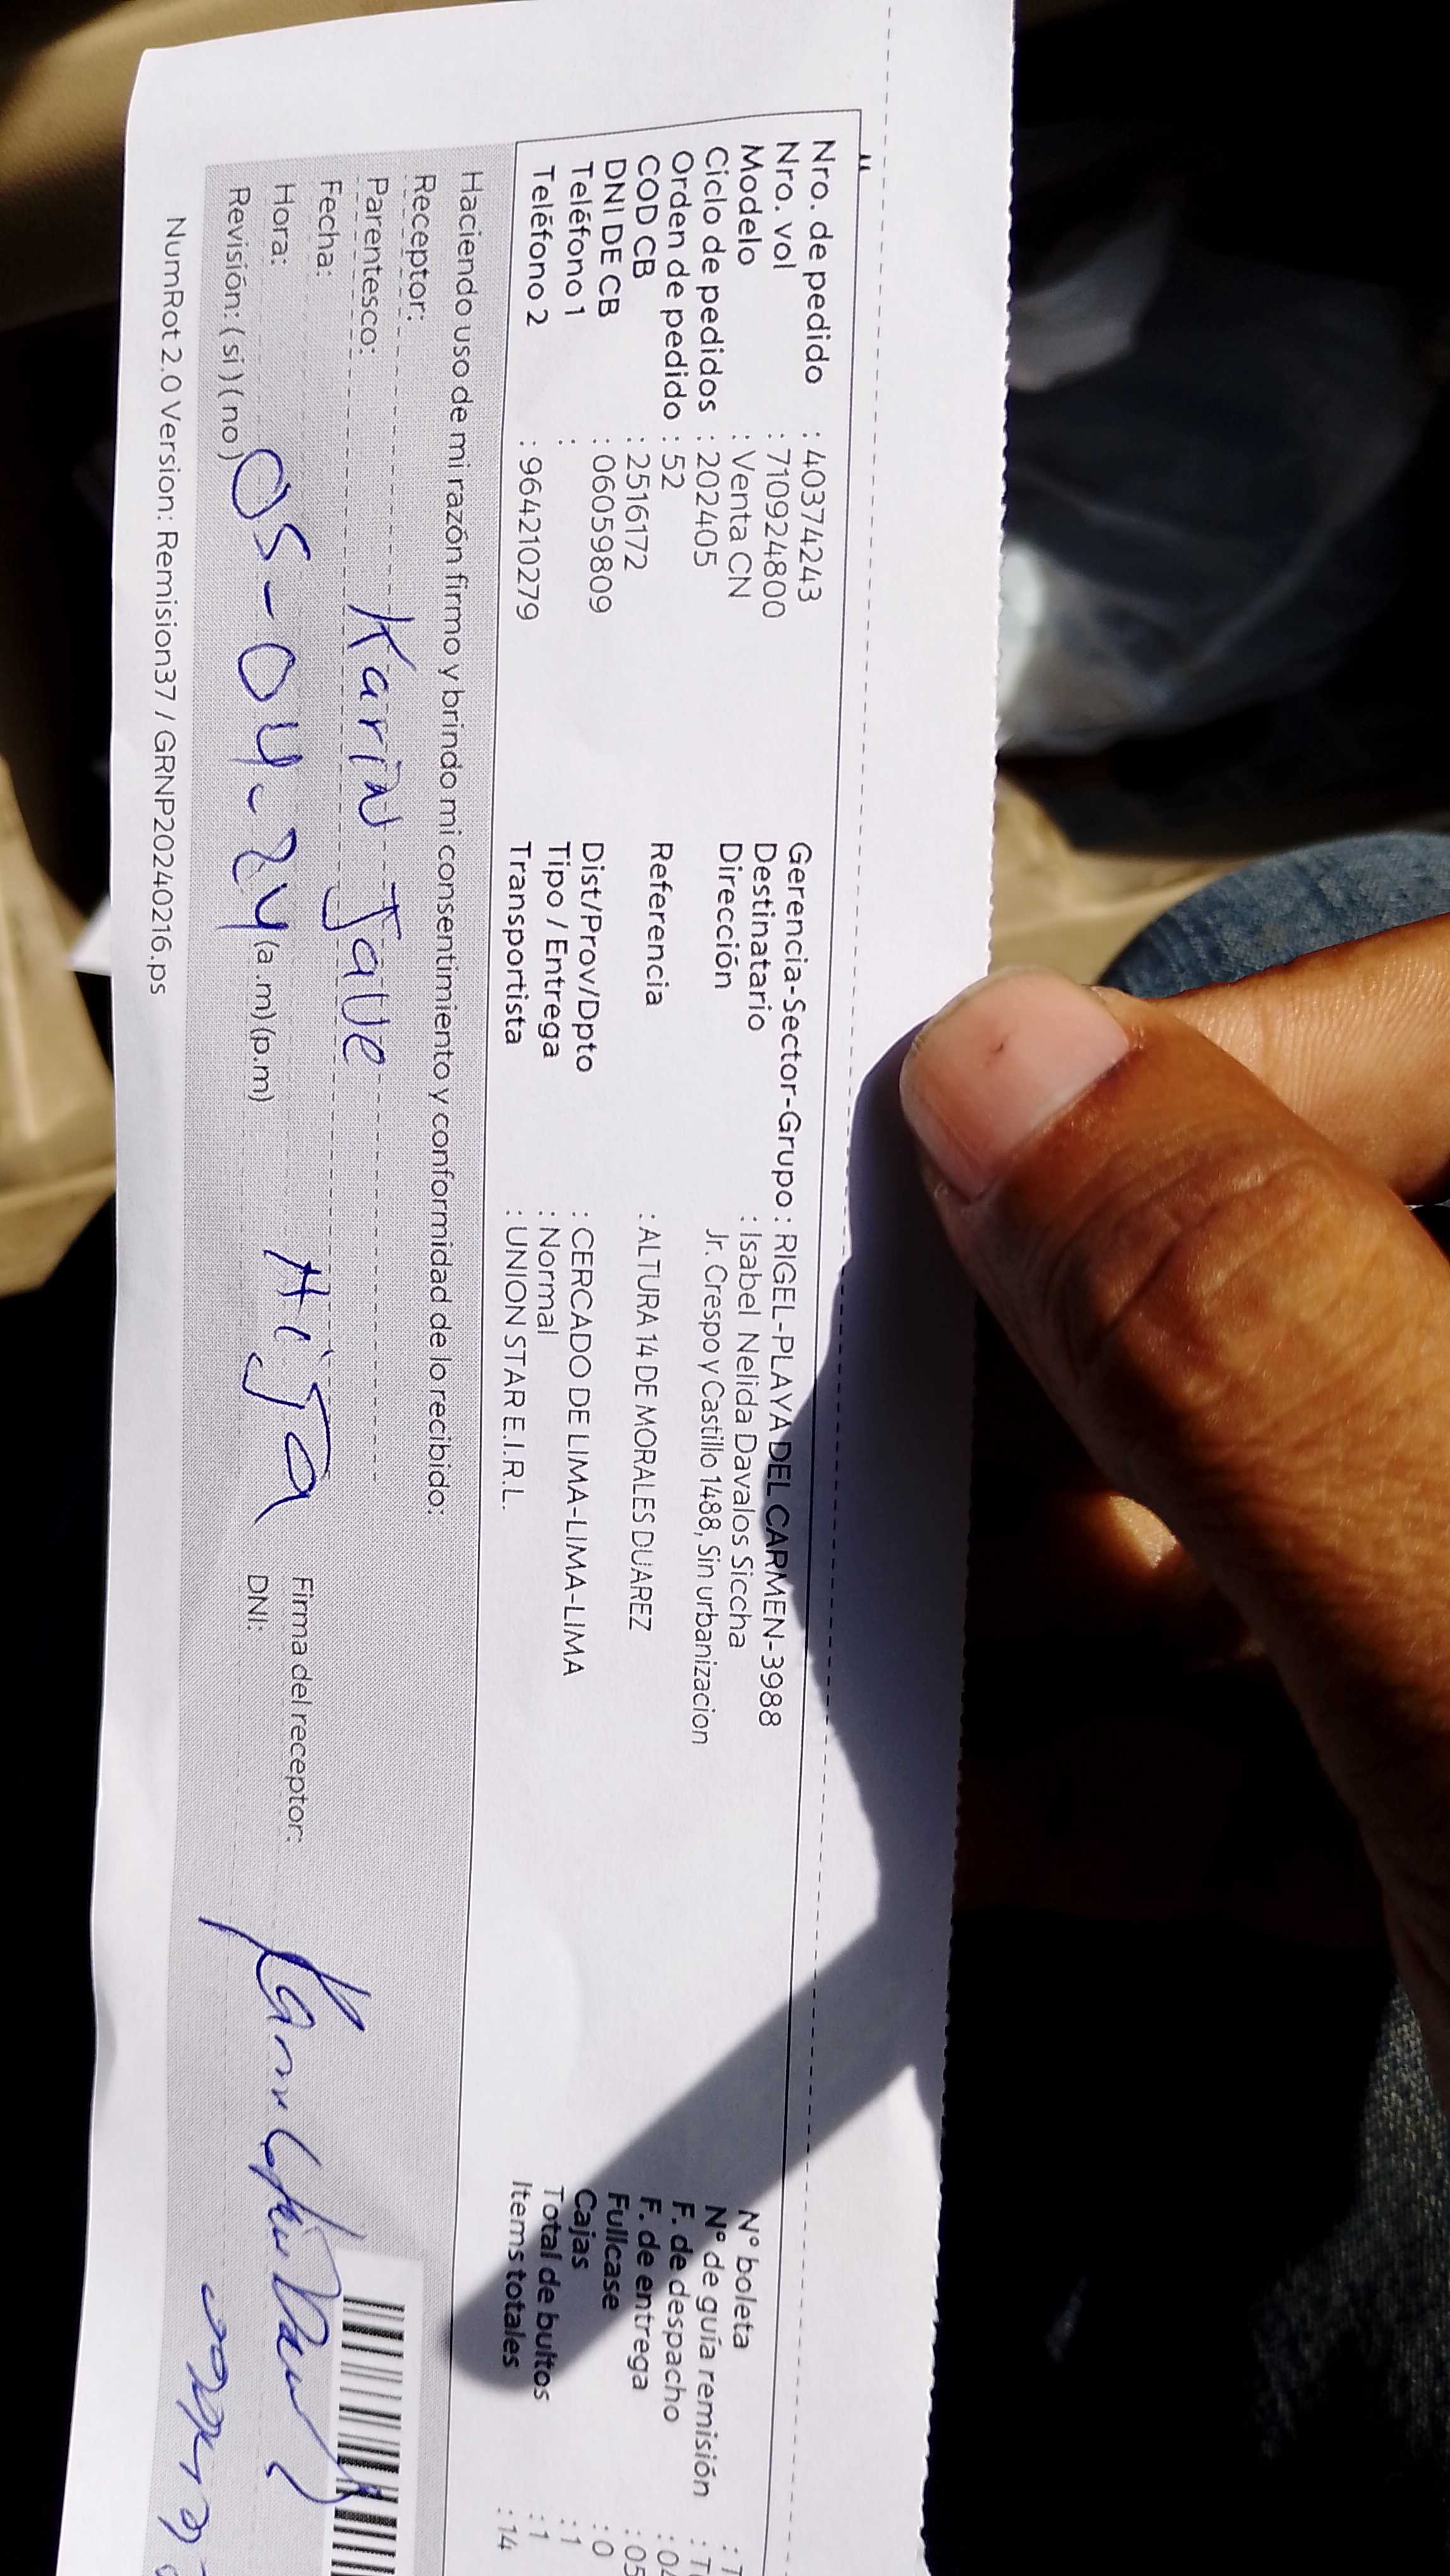 Nro. de pedido : 40374243
Nro. vol : 710924800
Modelo : Venta CN
Ciclo de pedidos : 202405
Orden de pedido : 52
COD CB : 2516172
DNI DE CB : 06059809
Teléfono 1 :
Teléfono 2 : 964210279
Gerencia-Sector-Grupo : RIGEL-PLAYA DEL CARMEN-3988
Destinatario : Isabel Nelida Davalos Siccha
Dirección Jr. Crespo y Castillo 1488, Sin urbanizacion
Referencia : ALTURA 14 DE MORALES DUAREZ
Dist/Prov/Dpto : CERCADO DE LIMA-LIMA-LIMA
Tipo / Entrega : Normal
Transportista : UNION STAR E.I.R.L.
N° boleta : T
N° de guía remisión : T
F. de despacho : 04
F. de entrega : 05
Fullcase : 0
Cajas : 1
Total de bultos : 1
Items totales : 14
Haciendo uso de mi razón firmo y brindo mi consentimiento y conformidad de lo recibido:
Receptor:
Parentesco: Karin Jave
Fecha:
Hora: Hija
Revisión: (si) (no) 05-04-24 (a.m) (p.m)
Firma del receptor:
DNI:
NumRot 2.0 Version: Remision37 / GRNP20240216.ps